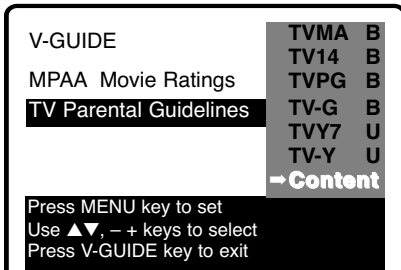 V-GUIDE
MPAA Movie Ratings
TV Parental Guidelines
TVMA B
TV14 B
TVPG B
TV-G B
TVY7 U
TV-Y U
➡Content
Press MENU key to set
Use ▲▼, – + keys to select
Press V-GUIDE key to exit